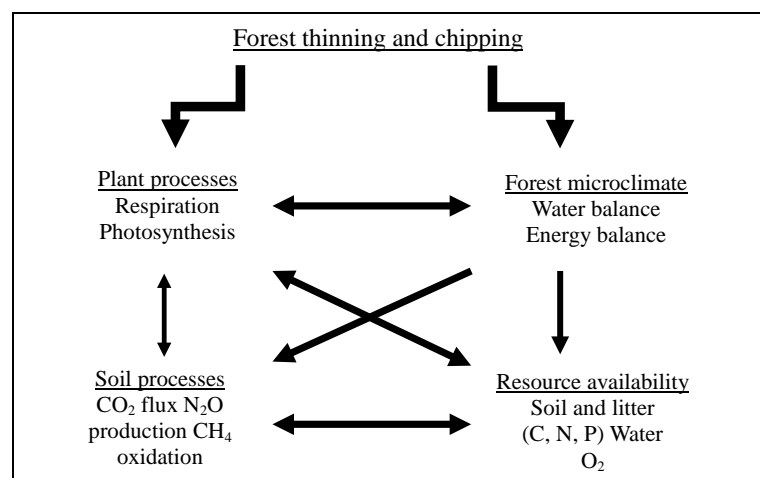 Forest thinning and chipping
Plant processes
Respiration
Photosynthesis
Forest microclimate
Water balance
Energy balance
Soil processes
CO₂ flux N₂O
production CH₄
oxidation
Resource availability
Soil and litter
(C, N, P) Water
O₂